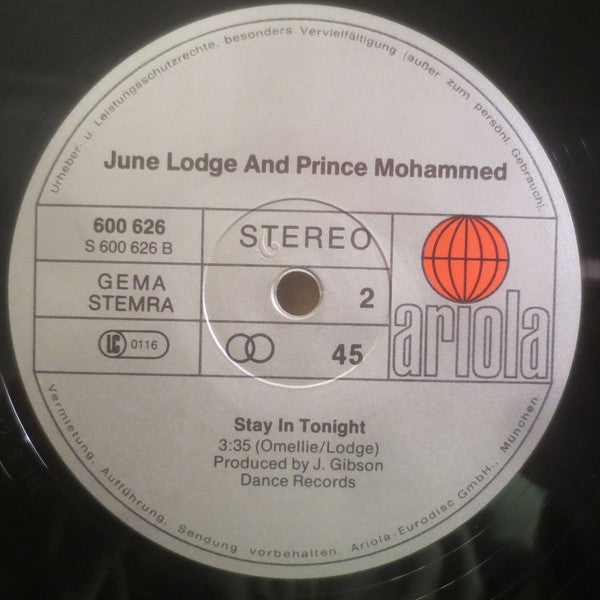 Urheber- u. Leistungsschutzrechte, besonders Vervielfältigung (außer zum persönl. Gebrauch),
June Lodge And Prince Mohammed
600 626
S 600 626 B
STEREO
GEMA
STEMRA
2
LC 0116
45
ariola
Stay In Tonight
3:35 (Omellie/Lodge)
Produced by J. Gibson
Dance Records
Vermietung, Aufführung, Sendung vorbehalten. Ariola-Eurodisc GmbH., München